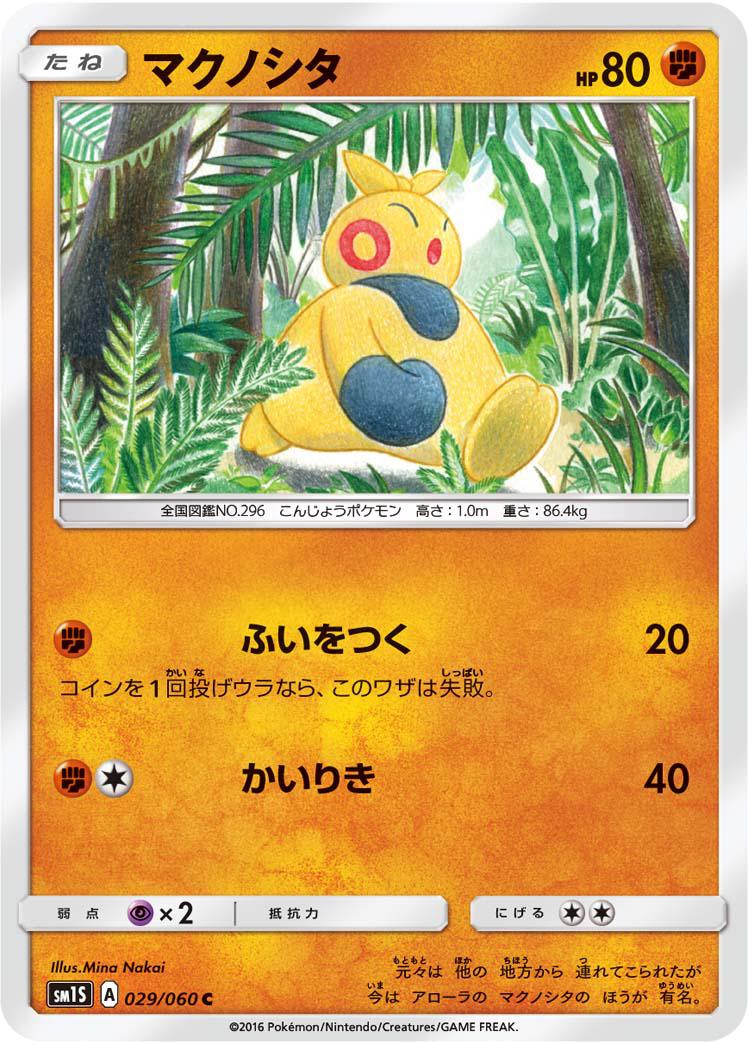 たね マクノシタ HP80
全国図鑑NO.296 こんじょうポケモン 高さ:1.0m 重さ:86.4kg
ふいをつく 20
コインを1回投げウラなら、このワザは失敗。
かいりき 40
弱点 ×2 抵抗力 にげる
Illus.Mina Nakai
元々は 他の 地方から 連れてこられたが
今は アローラの マクノシタの ほうが 有名。
SM1S A 029/060 C
©2016 Pokémon/Nintendo/Creatures/GAME FREAK.